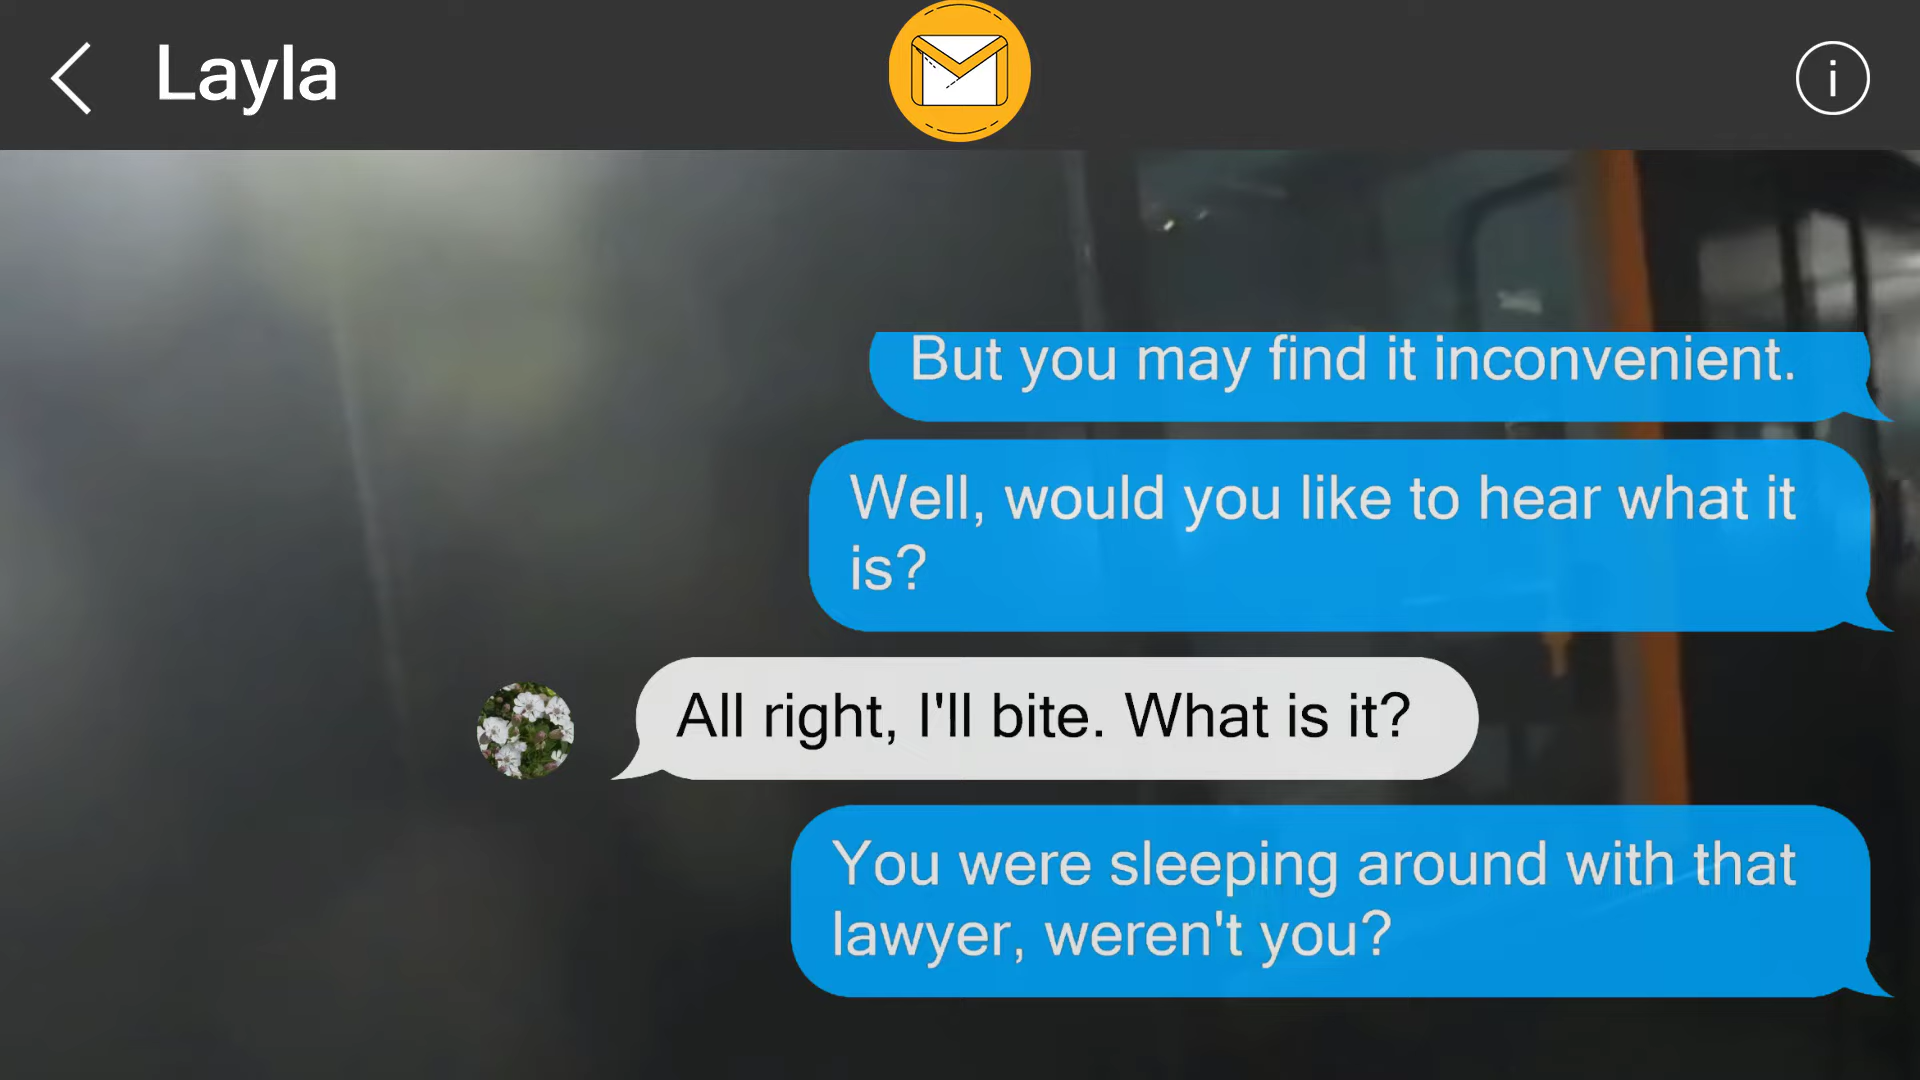 Layla
i
But you may find it inconvenient.
Well, would you like to hear what it
is?
All right, I'll bite. What is it?
You were sleeping around with that
lawyer, weren't you?